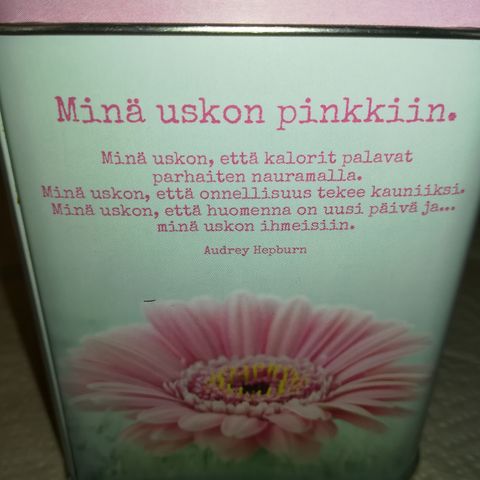 Minä uskon pinkkiin.
Minä uskon, että kalorit palavat
parhaiten nauramalla.
Minä uskon, että onnellisuus tekee kauniiksi.
Minä uskon, että huomenna on uusi päivä ja...
minä uskon ihmeisiin.
Audrey Hepburn